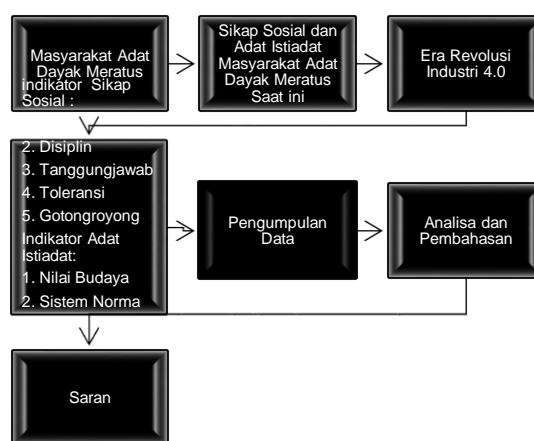 Masyarakat Adat
Dayak Meratus
indikator Sikap
Sosial :
Sikap Sosial dan
Adat Istiadat
Masyarakat Adat
Dayak Meratus
Saat ini
Era Revolusi
Industri 4.0
2. Disiplin
3. Tanggungjawab
4. Toleransi
5. Gotongroyong
Indikator Adat
Istiadat:
1. Nilai Budaya
2. Sistem Norma
Pengumpulan
Data
Analisa dan
Pembahasan
Saran